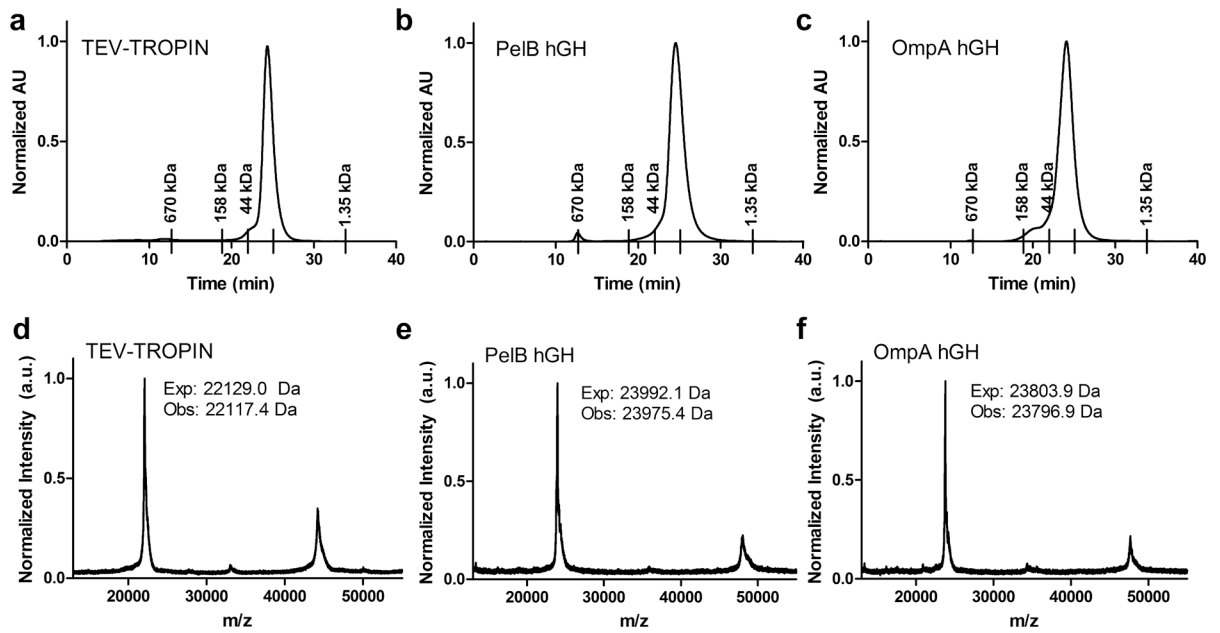 a
TEV-TROPIN
Normalized AU
1.0
0.5
0.0
670 kDa
158 kDa
44 kDa
1.35 kDa
0
10
20
30
40
Time (min)
b
PelB hGH
Normalized AU
1.0
0.5
0.0
670 kDa
158 kDa
44 kDa
1.35 kDa
0
10
20
30
40
Time (min)
c
OmpA hGH
Normalized AU
1.0
0.5
0.0
670 kDa
158 kDa
44 kDa
1.35 kDa
0
10
20
30
40
Time (min)
d
TEV-TROPIN
Normalized Intensity (a.u.)
1.0
0.5
0.0
Exp: 22129.0 Da
Obs: 22117.4 Da
20000
30000
40000
50000
m/z
e
PelB hGH
Normalized Intensity (a.u.)
1.0
0.5
0.0
Exp: 23992.1 Da
Obs: 23975.4 Da
20000
30000
40000
50000
m/z
f
OmpA hGH
Normalized Intensity (a.u.)
1.0
0.5
0.0
Exp: 23803.9 Da
Obs: 23796.9 Da
20000
30000
40000
50000
m/z